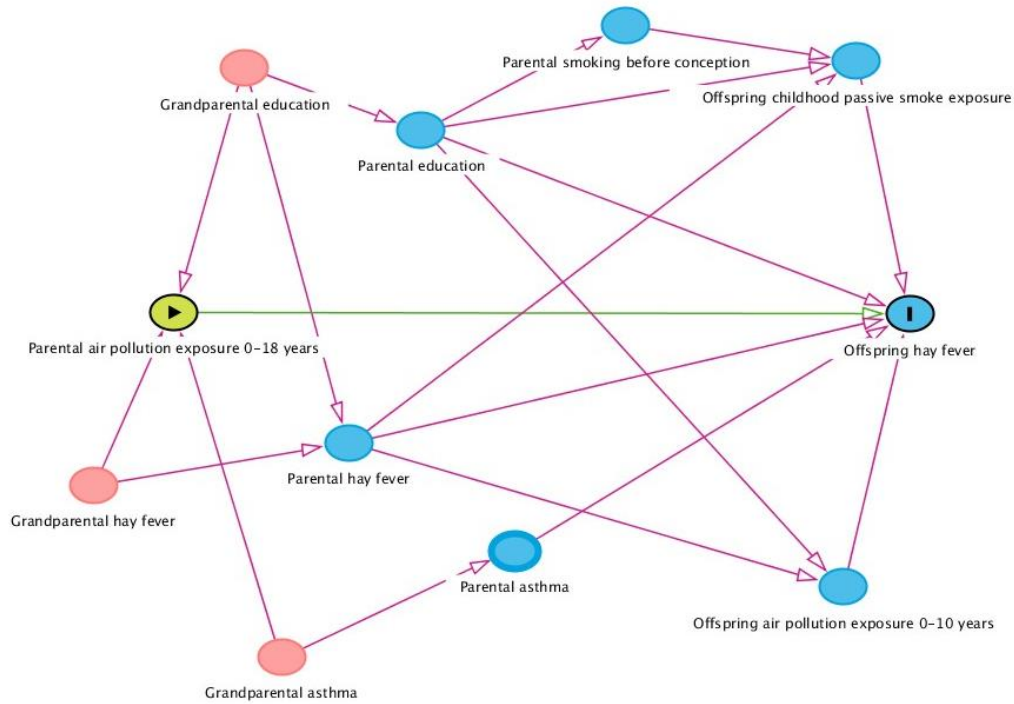 Parental smoking before conception
Grandparental education
Offspring childhood passive smoke exposure
Parental education
Parental air pollution exposure 0-18 years
Offspring hay fever
Parental hay fever
Grandparental hay fever
Parental asthma
Offspring air pollution exposure 0-10 years
Grandparental asthma